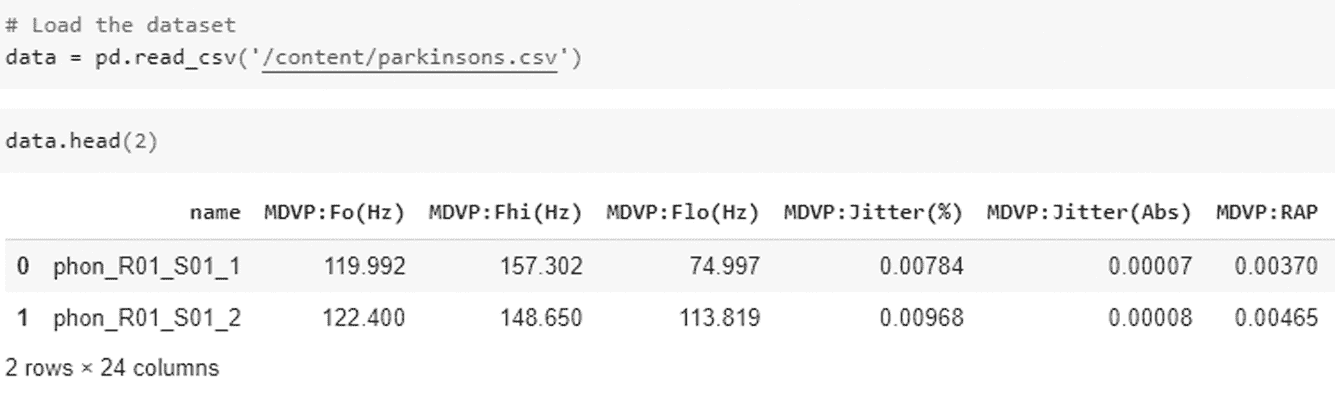 # Load the dataset
data = pd.read_csv('/content/parkinsons.csv')
data.head(2)
name MDVP:Fo(Hz) MDVP:Fhi(Hz) MDVP:Flo(Hz) MDVP:Jitter(%) MDVP:Jitter(Abs) MDVP:RAP
0 phon_R01_S01_1 119.992 157.302 74.997 0.00784 0.00007 0.00370
1 phon_R01_S01_2 122.400 148.650 113.819 0.00968 0.00008 0.00465
2 rows × 24 columns